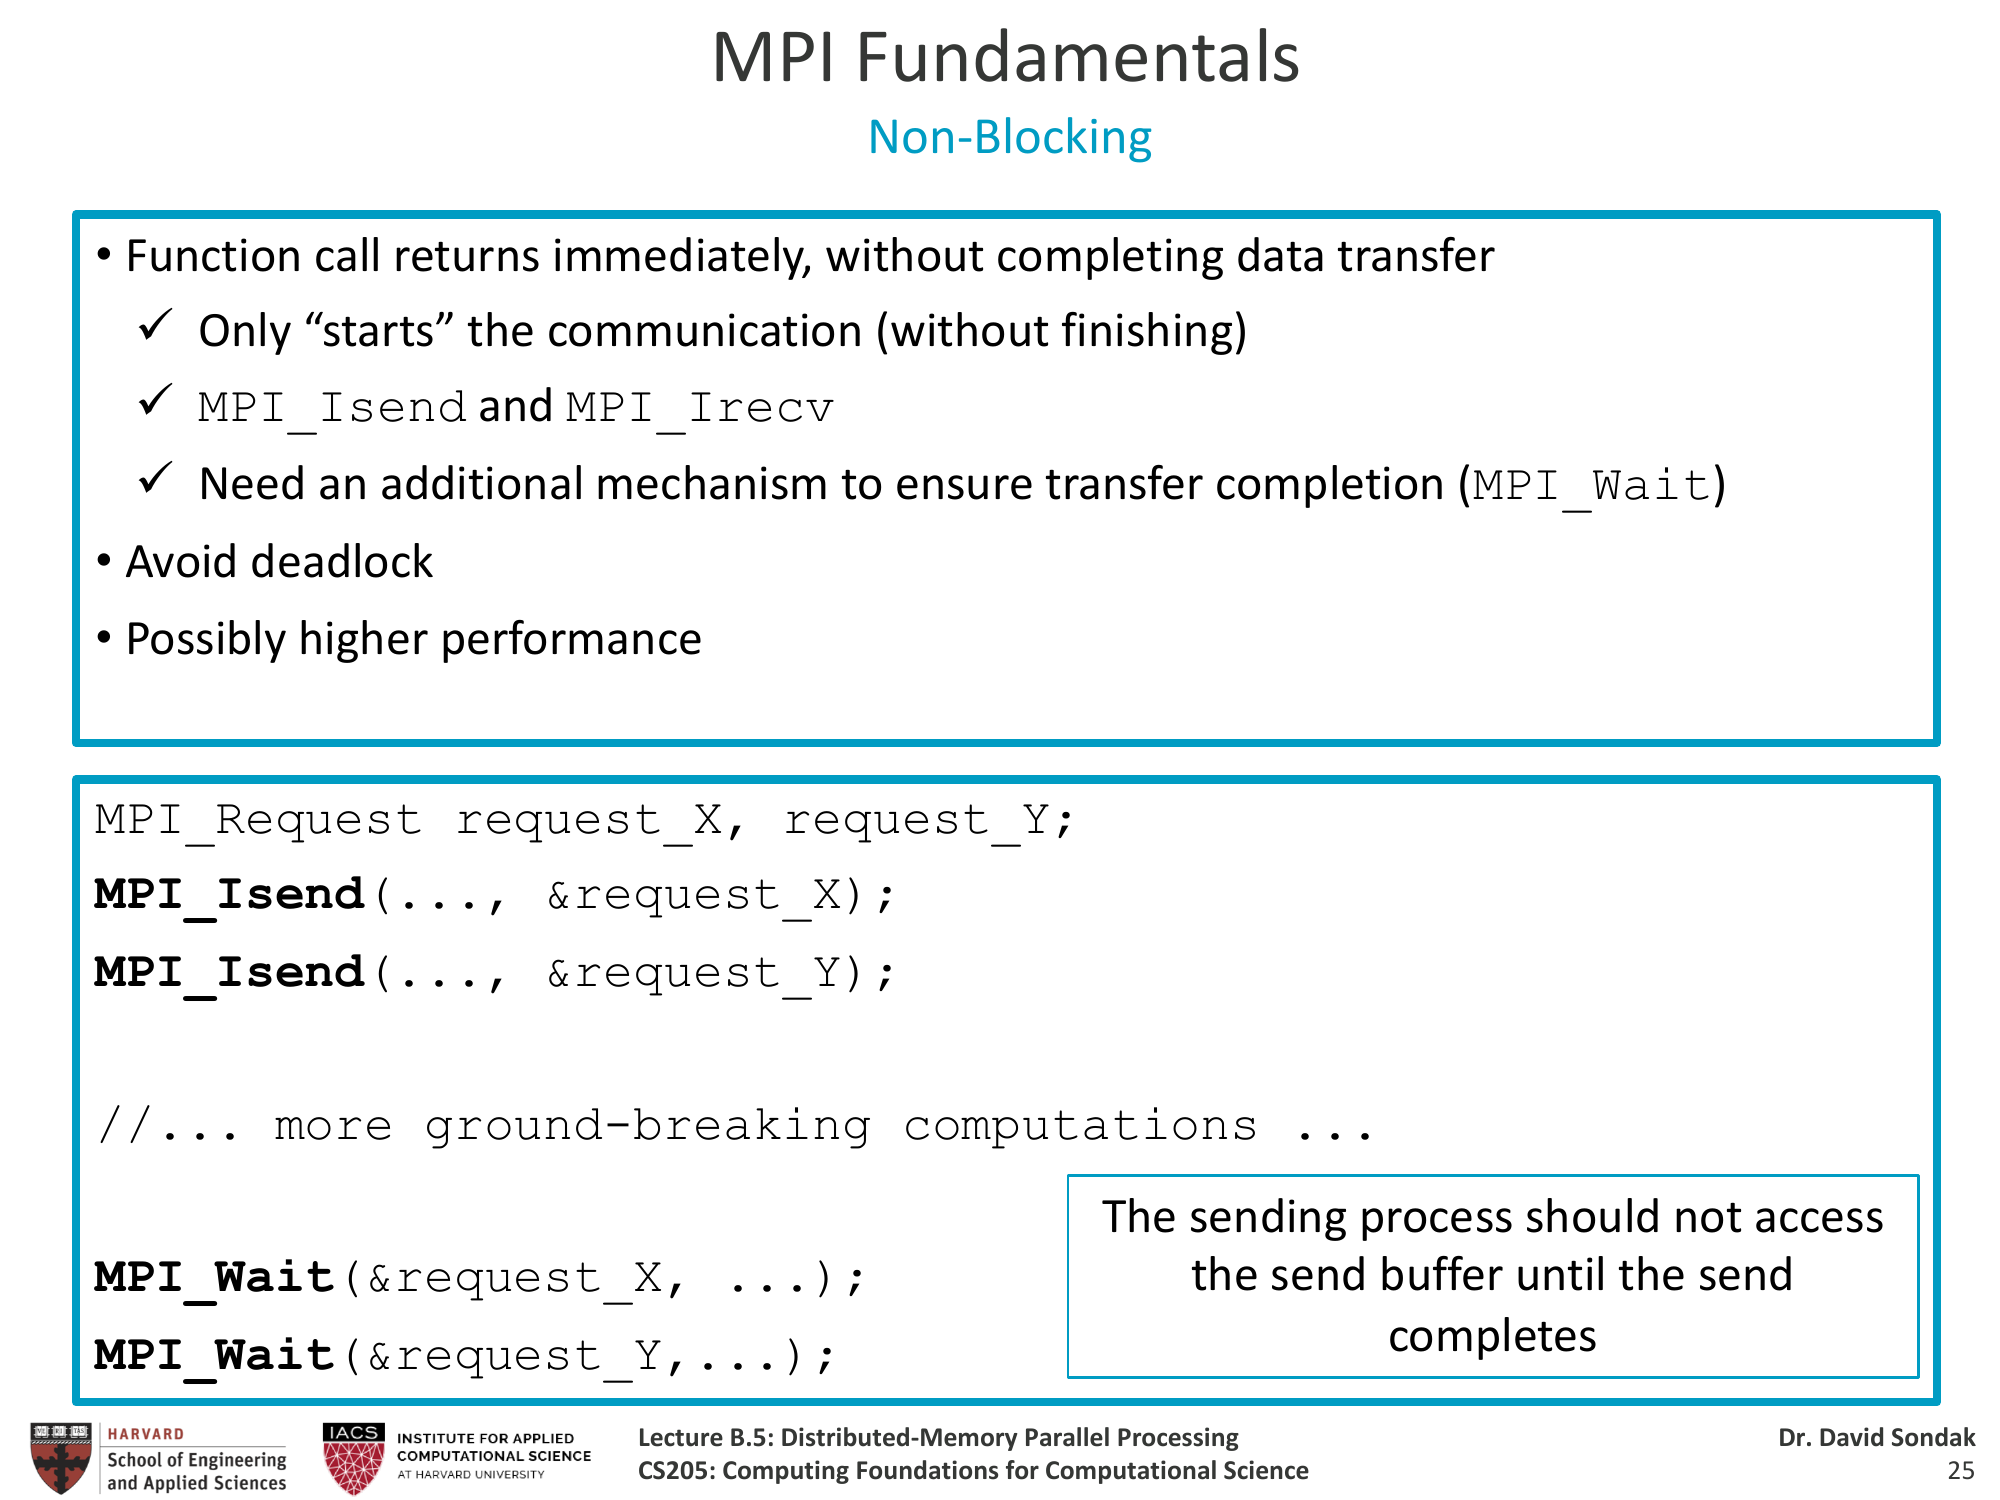 MPI Fundamentals
Non-Blocking
• Function call returns immediately, without completing data transfer
✓ Only “starts” the communication (without finishing)
✓ MPI_Isend and MPI_Irecv
✓ Need an additional mechanism to ensure transfer completion (MPI_Wait)
• Avoid deadlock
• Possibly higher performance
MPI_Request request_X, request_Y;
MPI_Isend(..., &request_X);
MPI_Isend(..., &request_Y);
//... more ground-breaking computations ...
MPI_Wait(&request_X, ...);
MPI_Wait(&request_Y,...);
The sending process should not access
the send buffer until the send
completes
HARVARD
School of Engineering
and Applied Sciences
IACS
INSTITUTE FOR APPLIED
COMPUTATIONAL SCIENCE
AT HARVARD UNIVERSITY
Lecture B.5: Distributed-Memory Parallel Processing
CS205: Computing Foundations for Computational Science
Dr. David Sondak
25